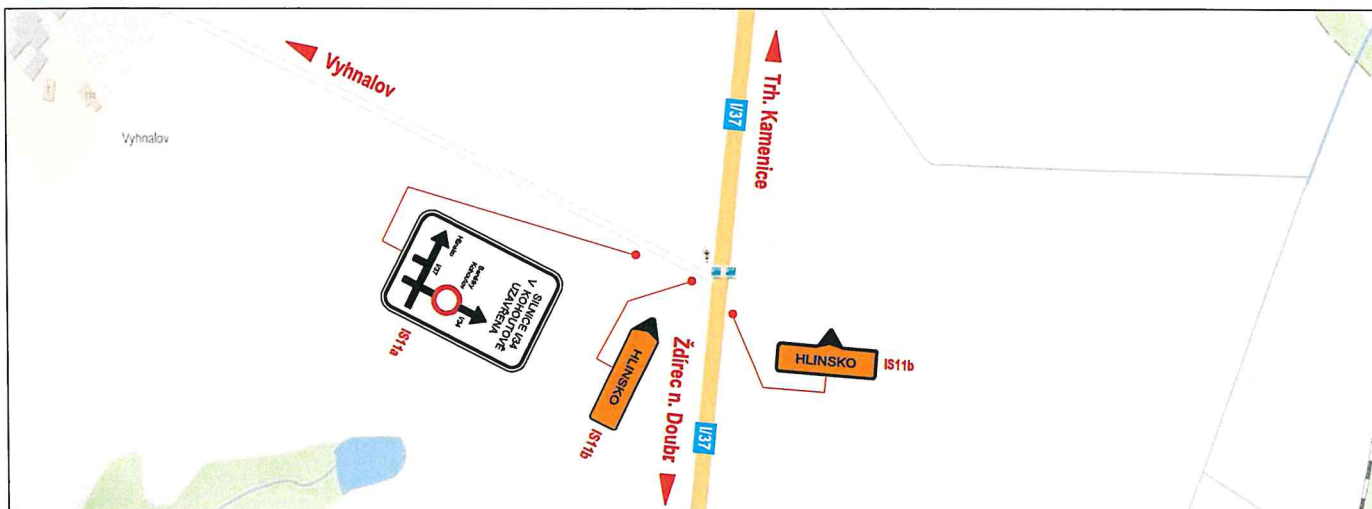 Vyhnalov
Vyhnalov
I/37
Trh. Kamenice
SILNICE I/34
V KOHOUTOVĚ
UZAVŘENA
Hlinsko
I/37
I/34
IS11a
HLINSKO
IS11b
HLINSKO
IS11b
Ždírec n. Doubr
I/37